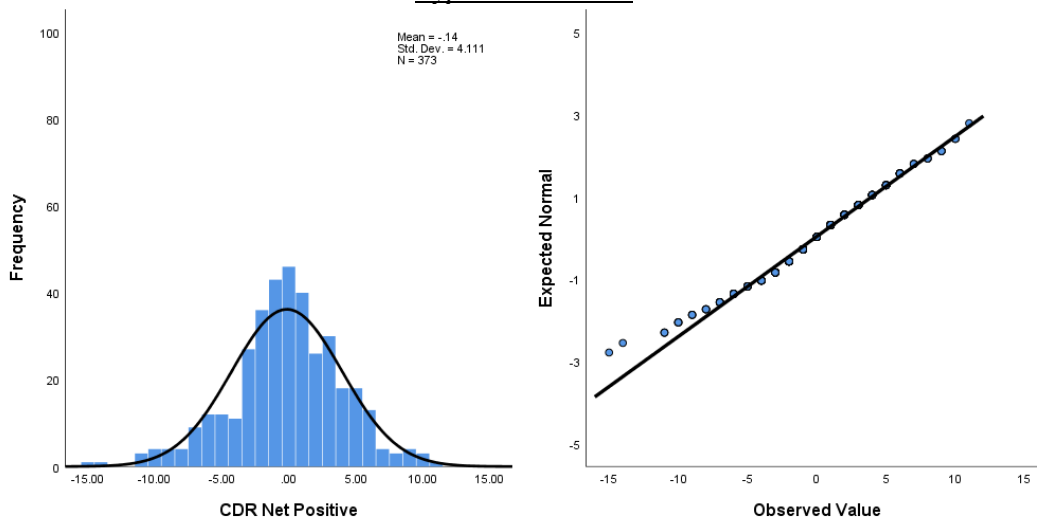 100
Mean = -.14
Std. Dev. = 4.111
N = 373
80
60
40
20
0
Frequency
-15.00 -10.00 -5.00 .00 5.00 10.00 15.00
CDR Net Positive
5
3
1
-1
-3
-5
Expected Normal
-15 -10 -5 0 5 10 15
Observed Value